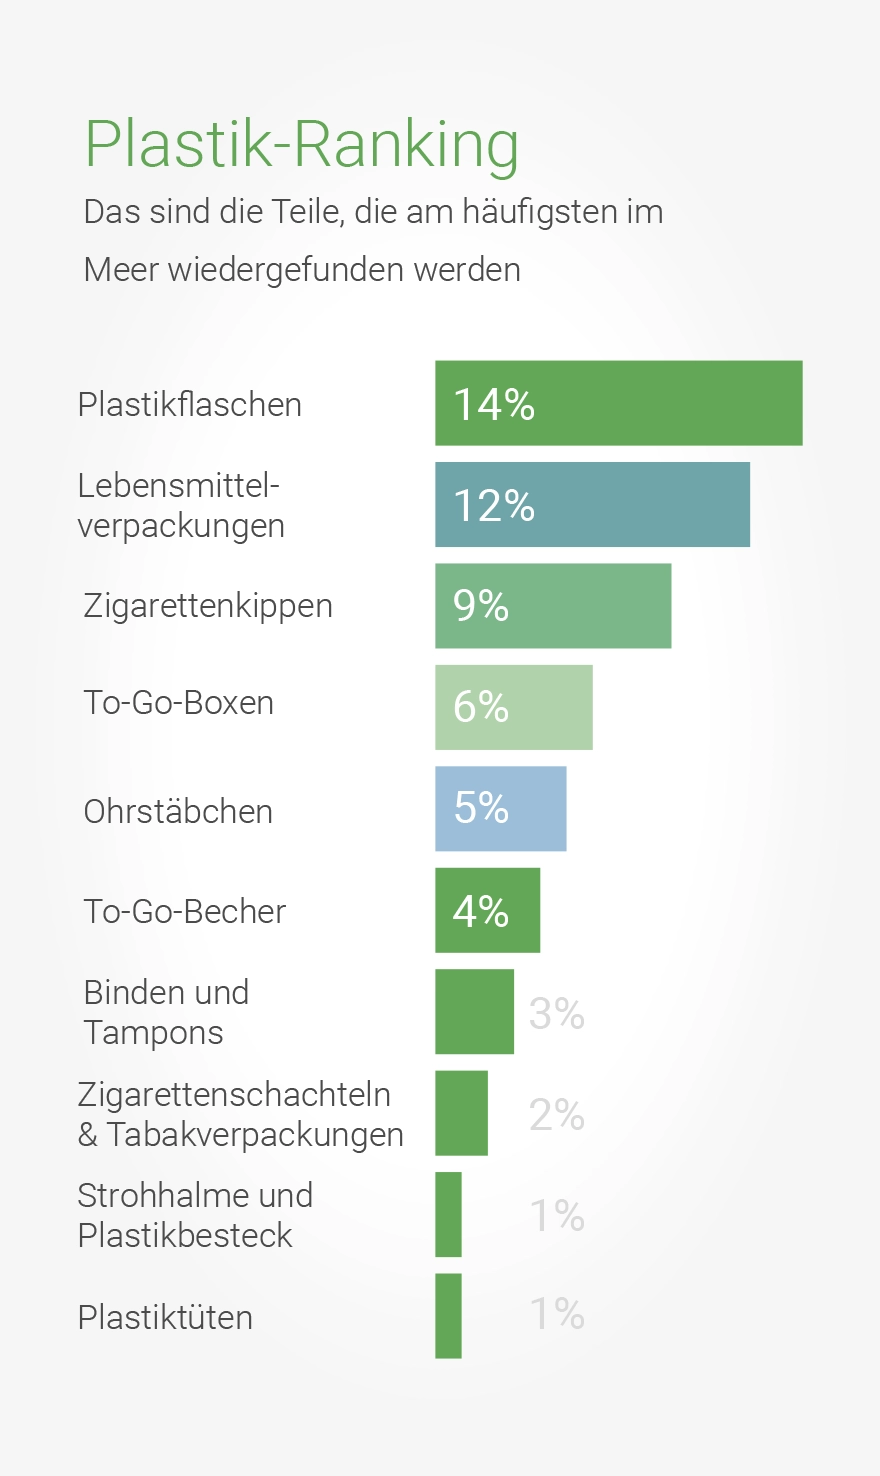 Plastik-Ranking
Das sind die Teile, die am häufigsten im
Meer wiedergefunden werden
Plastikflaschen
14%
Lebensmittel-
verpackungen
12%
Zigarettenkippen
9%
To-Go-Boxen
6%
Ohrstäbchen
5%
To-Go-Becher
4%
Binden und
Tampons
3%
Zigarettenschachteln
& Tabakverpackungen
2%
Strohhalme und
Plastikbesteck
1%
Plastiktüten
1%